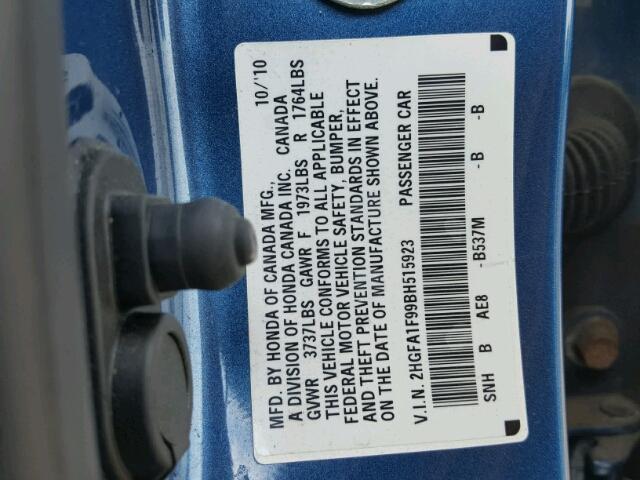 MFD. BY HONDA OF CANADA MFG., 10/'10
A DIVISION OF HONDA CANADA INC. CANADA
GVWR 3737LBS GAWR F 1973LBS R 1764LBS
THIS VEHICLE CONFORMS TO ALL APPLICABLE
FEDERAL MOTOR VEHICLE SAFETY, BUMPER,
AND THEFT PREVENTION STANDARDS IN EFFECT
ON THE DATE OF MANUFACTURE SHOWN ABOVE.
V.I.N. 2HGFA1F99BH515923 PASSENGER CAR
SNH B AE8 -B537M -B -B